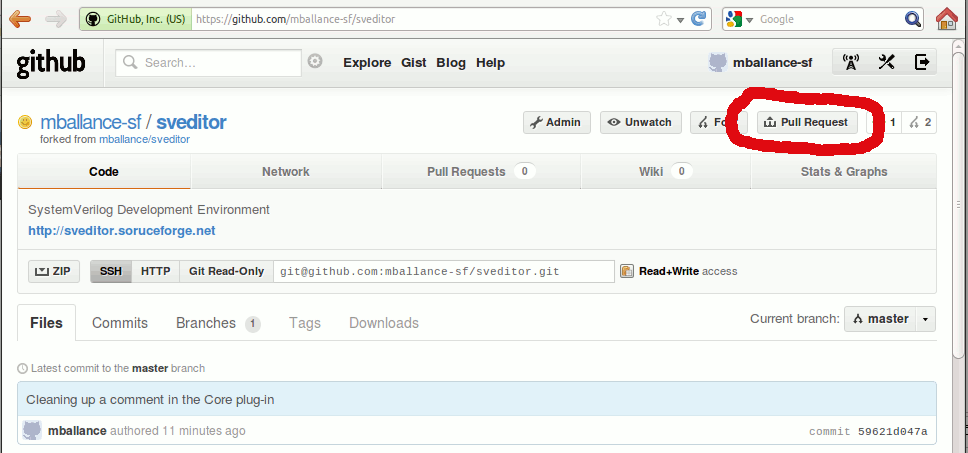 GitHub, Inc. (US) https://github.com/mballance-sf/sveditor Google
github Search... Explore Gist Blog Help mballance-sf
mballance-sf / sveditor Admin Unwatch Pull Request 1 2
forked from mballance/sveditor
Code Network Pull Requests 0 Wiki 0 Stats & Graphs
SystemVerilog Development Environment
http://sveditor.soruceforge.net
ZIP SSH HTTP Git Read-Only git@github.com:mballance-sf/sveditor.git Read+Write access
Files Commits Branches 1 Tags Downloads Current branch: master
Latest commit to the master branch
Cleaning up a comment in the Core plug-in
mballance authored 11 minutes ago commit 59621d047a